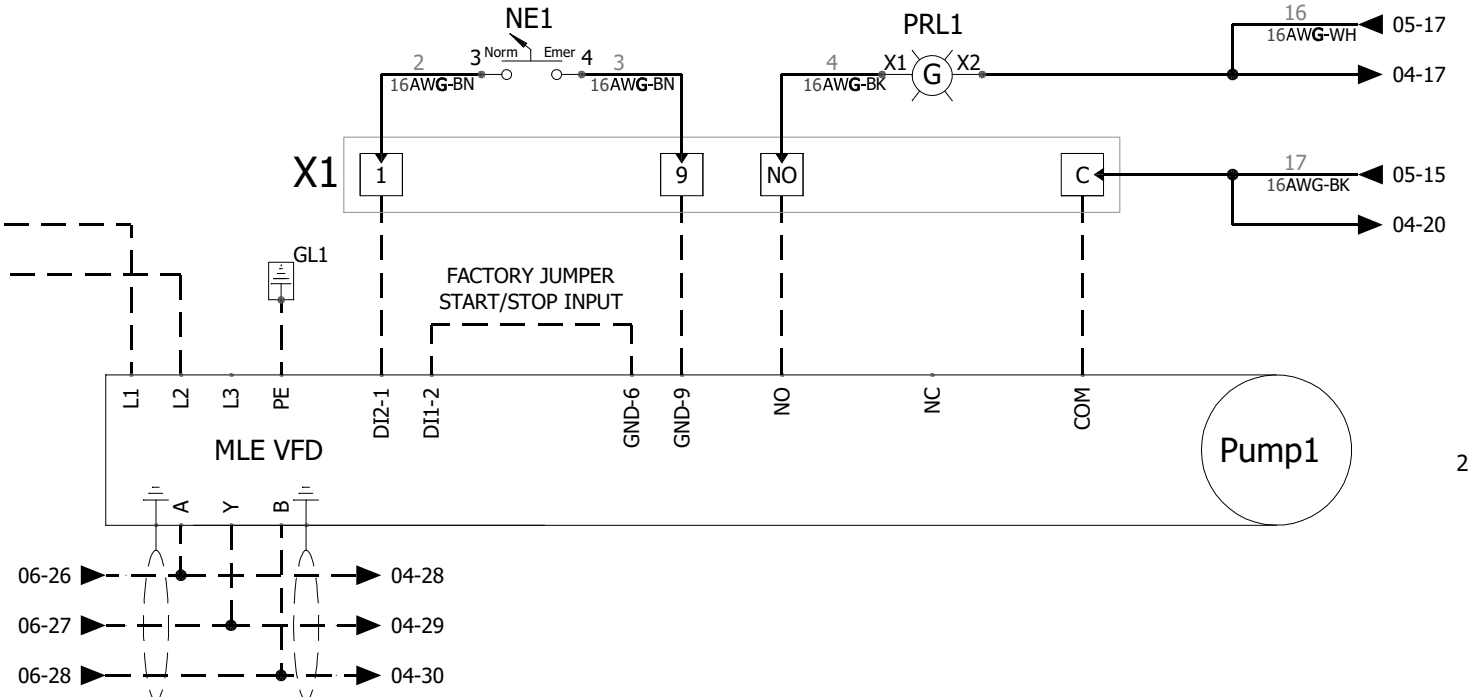 NE1
PRL1
16
16AWG-WH
05-17
2
16AWG-BN
3 Norm Emer 4
3
16AWG-BN
4
16AWG-BK
X1 G X2
04-17
X1
1
9
NO
C
17
16AWG-BK
05-15
04-20
GL1
FACTORY JUMPER
START/STOP INPUT
L1
L2
L3
PE
DI2-1
DI1-2
GND-6
GND-9
NO
NC
COM
MLE VFD
Pump1
2
A
Y
B
06-26
04-28
06-27
04-29
06-28
04-30